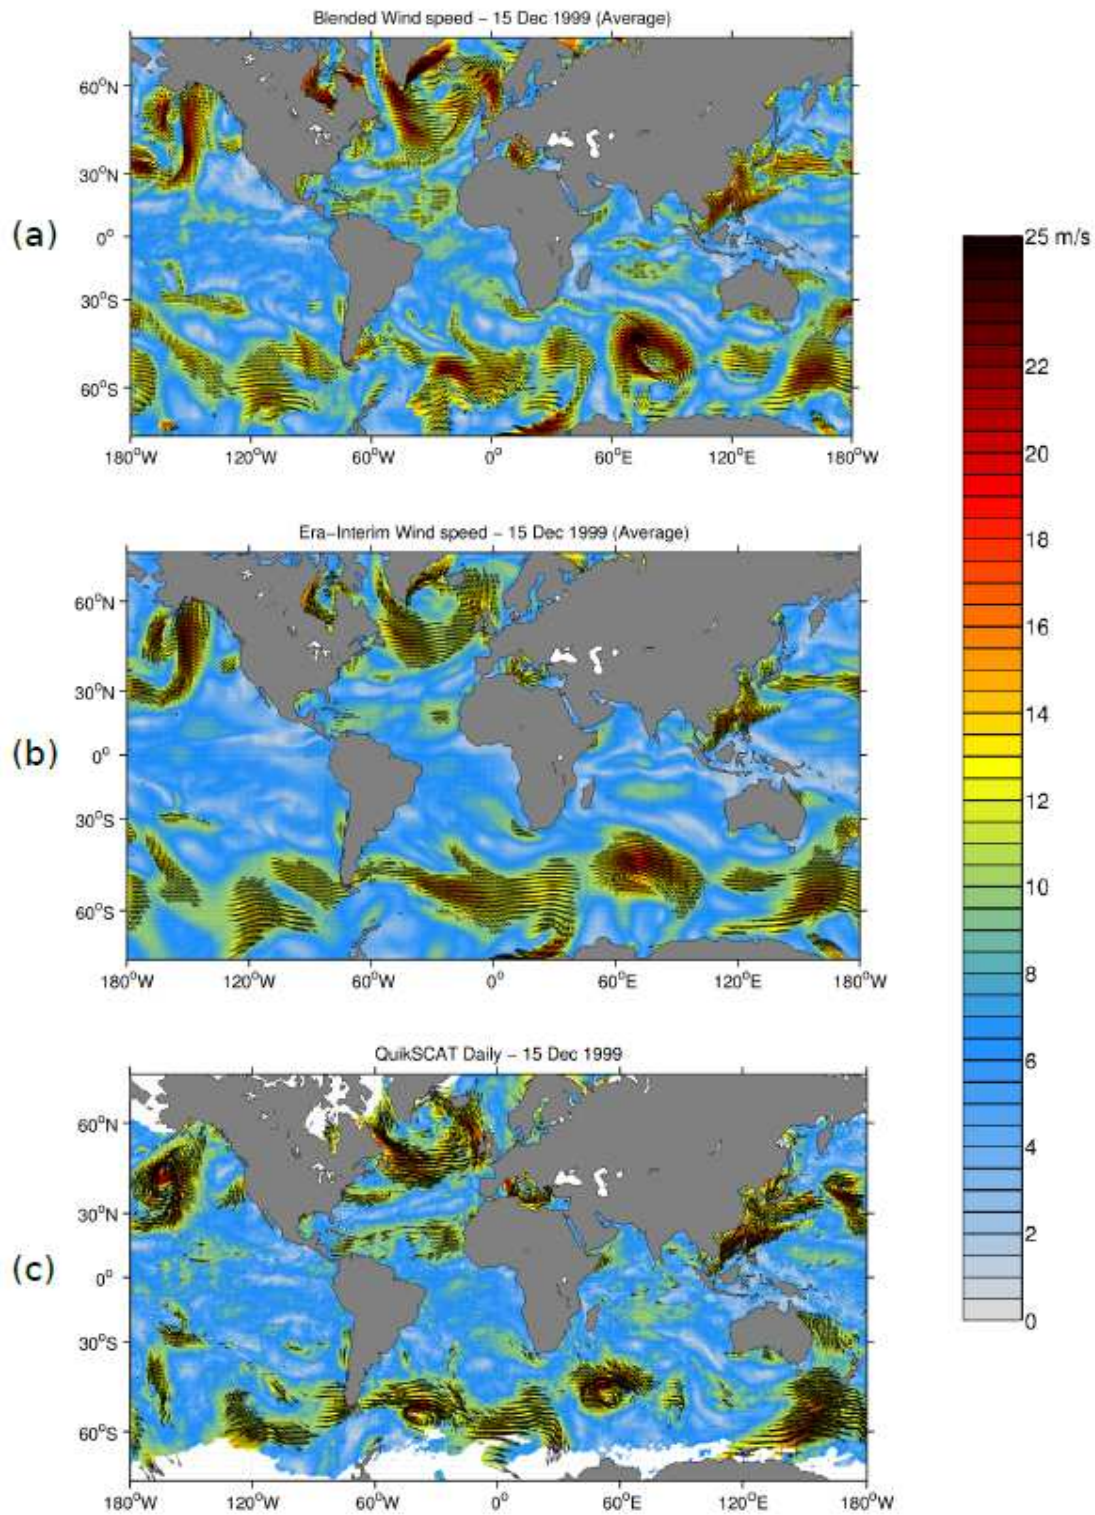 Blended Wind speed – 15 Dec 1999 (Average)
60°N
30°N
(a)
0°
30°S
60°S
180°W 120°W 60°W 0° 60°E 120°E 180°W
25 m/s
22
20
18
16
14
12
10
8
6
4
2
0
Era–Interim Wind speed – 15 Dec 1999 (Average)
60°N
30°N
(b)
0°
30°S
60°S
180°W 120°W 60°W 0° 60°E 120°E 180°W
QuikSCAT Daily – 15 Dec 1999
60°N
30°N
(c)
0°
30°S
60°S
180°W 120°W 60°W 0° 60°E 120°E 180°W